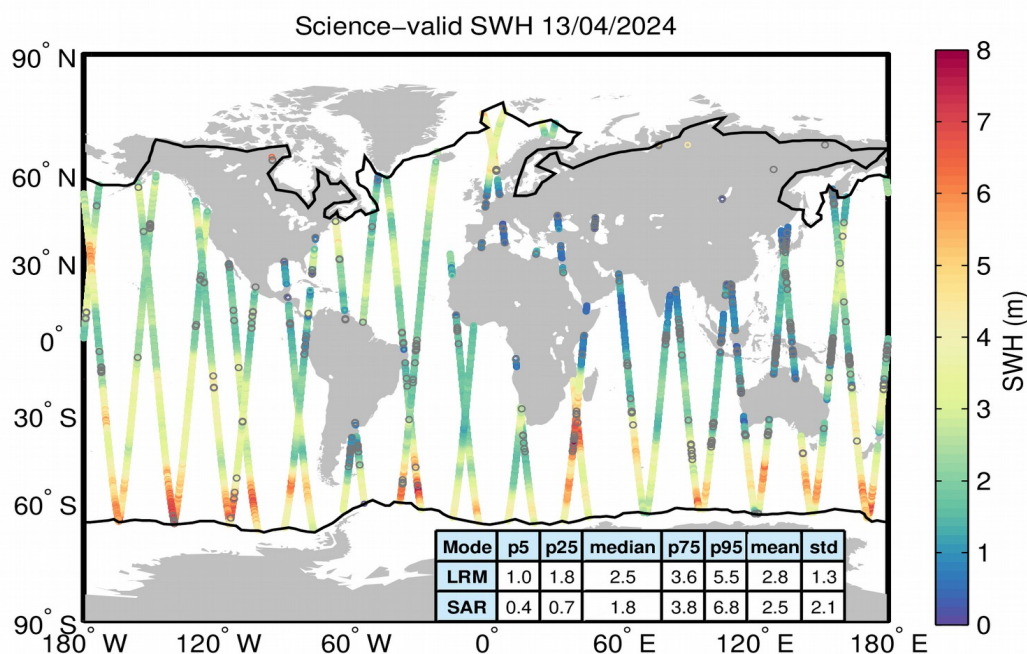 Science−valid SWH 13/04/2024
90° N
60° N
30° N
0°
30° S
60° S
90° S
180° W
120° W
60° W
0°
60° E
120° E
180° E
Mode p5 p25 median p75 p95 mean std
LRM 1.0 1.8 2.5 3.6 5.5 2.8 1.3
SAR 0.4 0.7 1.8 3.8 6.8 2.5 2.1
8
7
6
5
4
3
2
1
0
SWH (m)